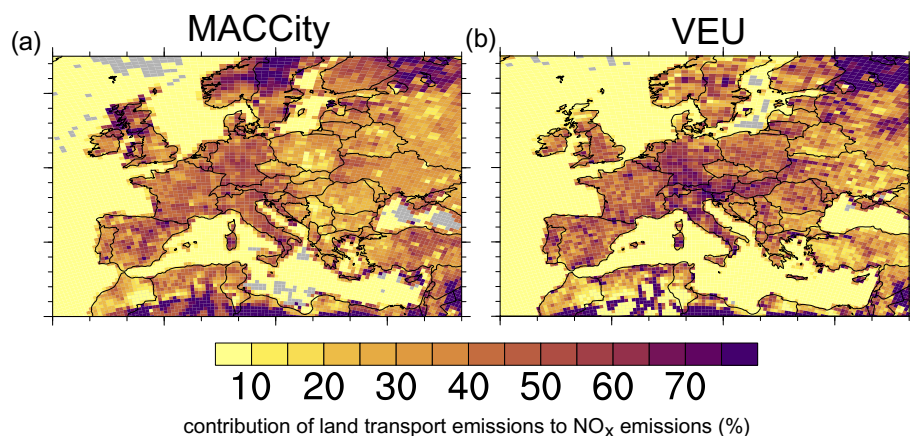 MACCity
VEU
(a)
(b)
10 20 30 40 50 60 70
contribution of land transport emissions to NOx emissions (%)